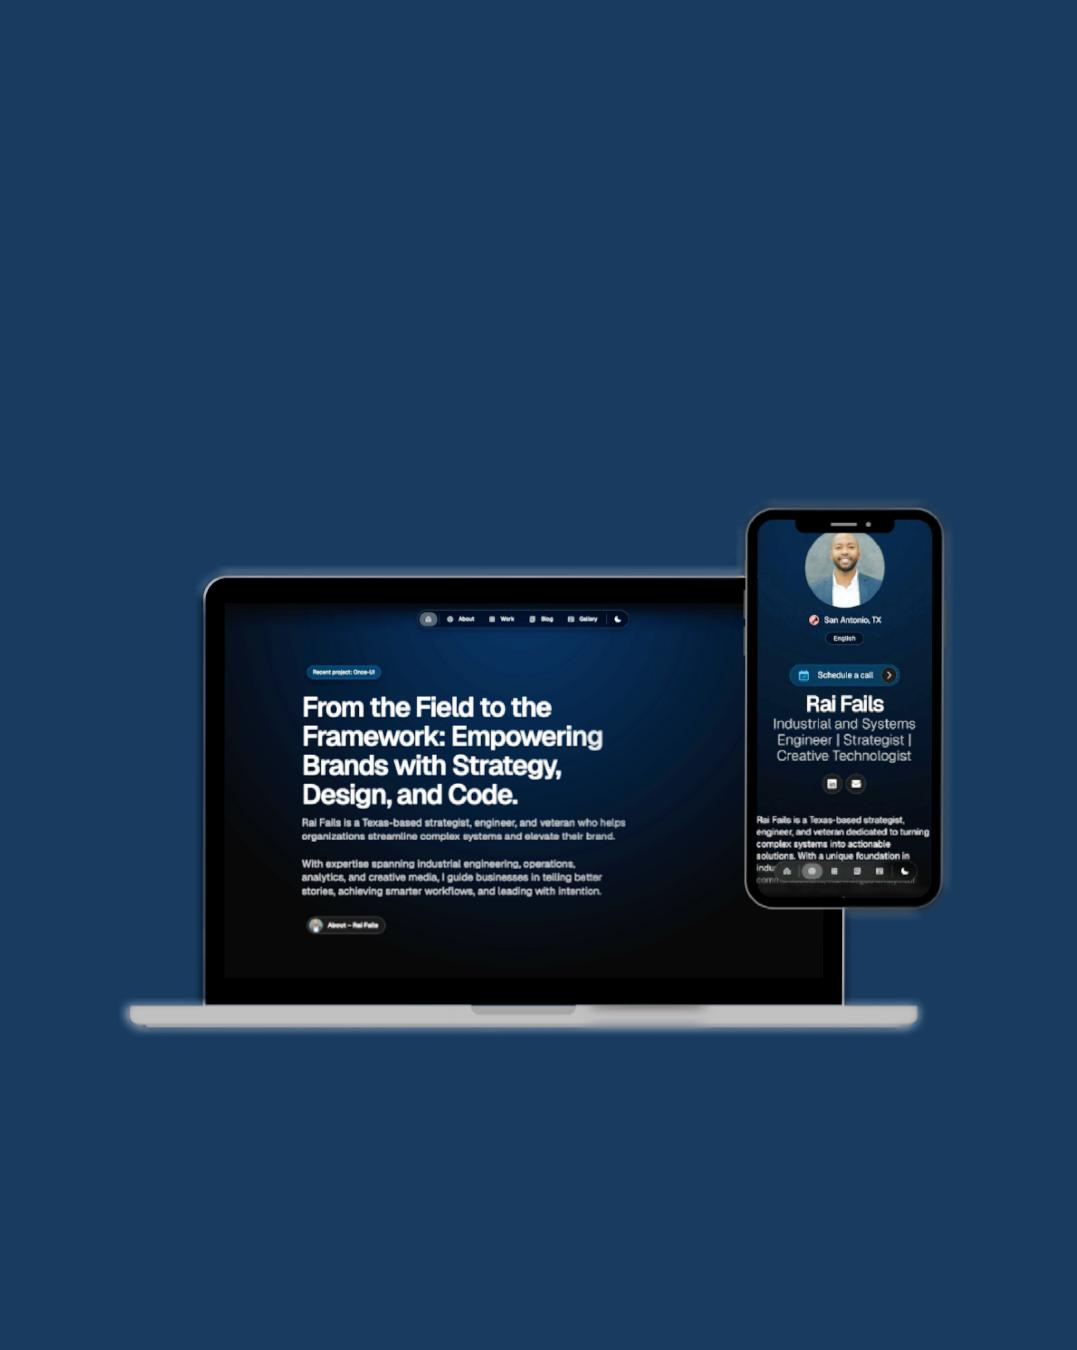 About Work Blog Gallery
Recent project: Once-UI
From the Field to the
Framework: Empowering
Brands with Strategy,
Design, and Code.
Rai Fails is a Texas-based strategist, engineer, and veteran who helps
organizations streamline complex systems and elevate their brand.
With expertise spanning industrial engineering, operations,
analytics, and creative media, I guide businesses in telling better
stories, achieving smarter workflows, and leading with intention.
About – Rai Fails
San Antonio, TX
English
Schedule a call
Rai Fails
Industrial and Systems
Engineer | Strategist |
Creative Technologist
in
Rai Fails is a Texas-based strategist,
engineer, and veteran dedicated to turning
complex systems into actionable
solutions. With a unique foundation in